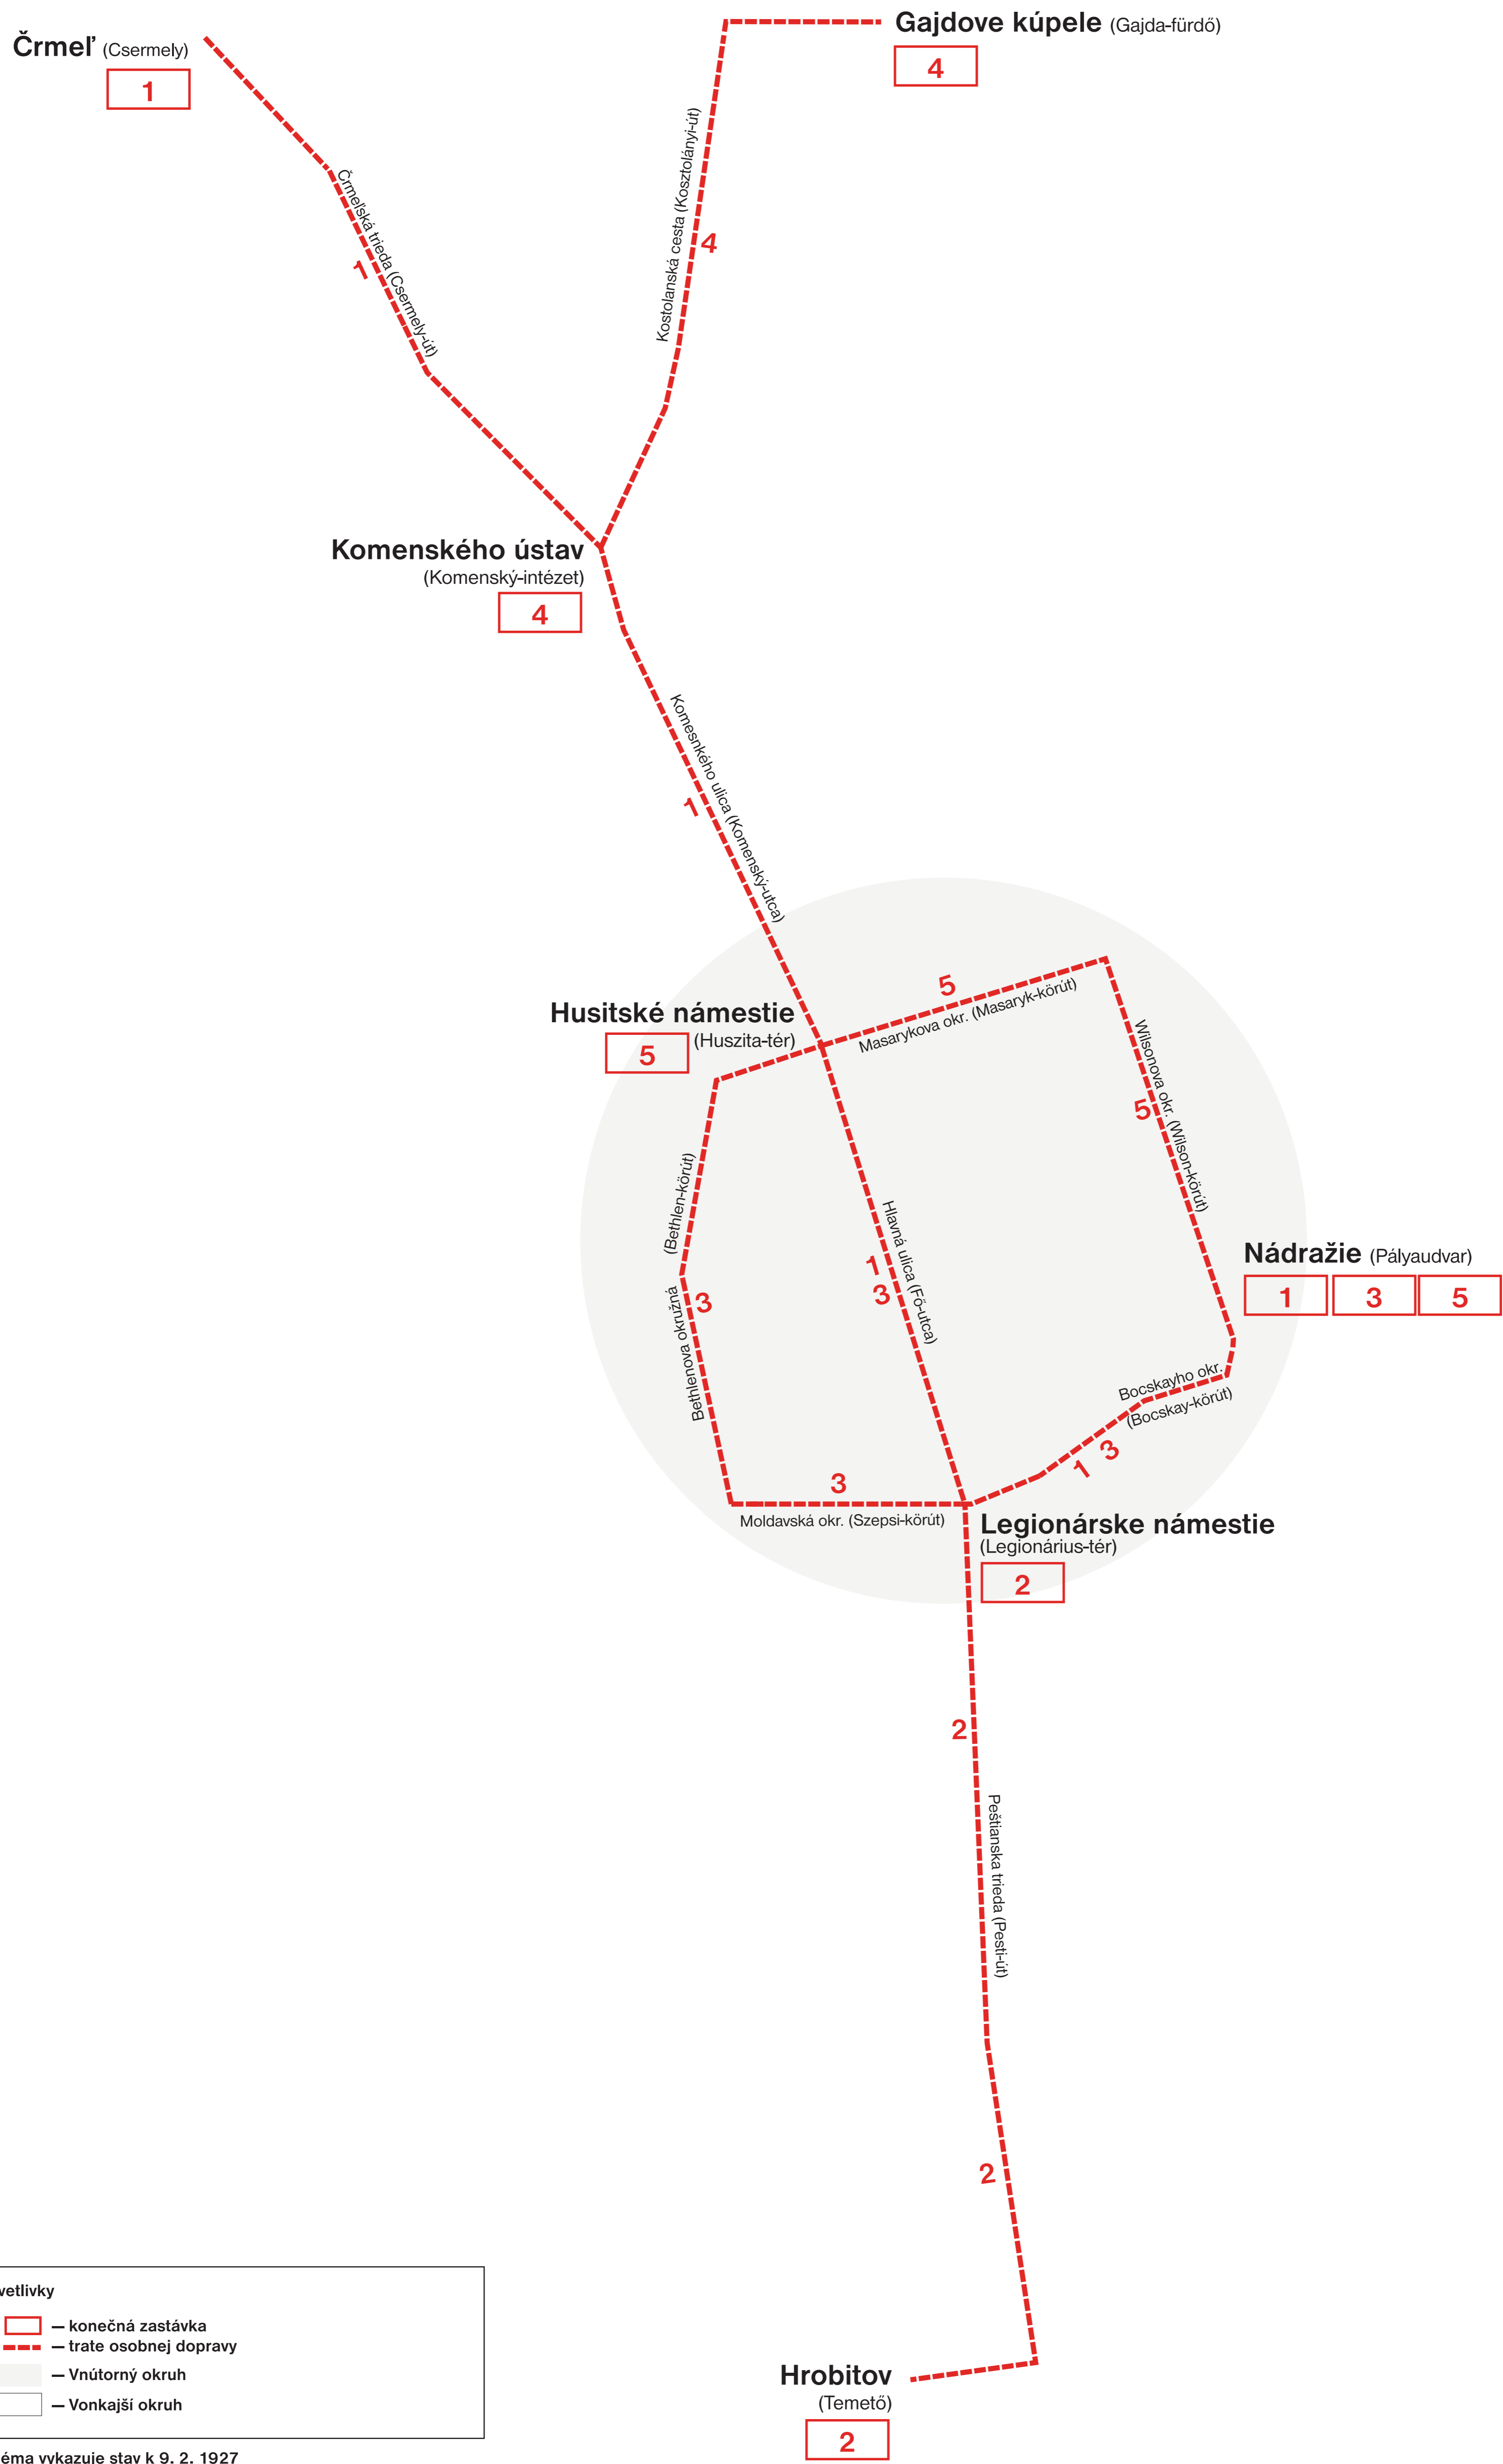 Gajdove kúpele (Gajda-fürdő)
4
Črmeľ (Csermely)
1
Črmeľská trieda (Csermely-út)
1
Kostolanská cesta (Kosztolányi-út)
4
Komenského ústav
(Komenský-intézet)
4
Komesnkého ulica (Komenský-utca)
1
Husitské námestie
(Huszita-tér)
5
5
Masarykova okr. (Masaryk-körút)
Wilsonova okr. (Wilson-körút)
5
Bethlenova okružná (Bethlen-körút)
3
Hlavná ulica (Fő-utca)
1
3
Nádražie (Pályaudvar)
1 3 5
Bocskayho okr.
(Bocskay-körút)
1 3
3
Moldavská okr. (Szepsi-körút)
Legionárske námestie
(Legionárius-tér)
2
2
Peštianska trieda (Pesti-út)
2
Hrobitov
(Temető)
2
vetlivky
— konečná zastávka
— trate osobnej dopravy
— Vnútorný okruh
— Vonkajší okruh
éma vykazuje stav k 9. 2. 1927